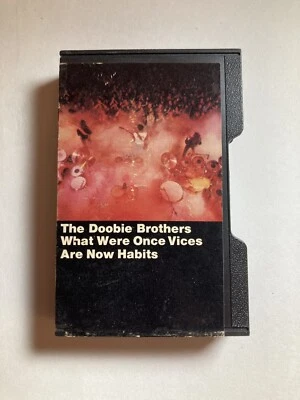 The Doobie Brothers
What Were Once Vices
Are Now Habits